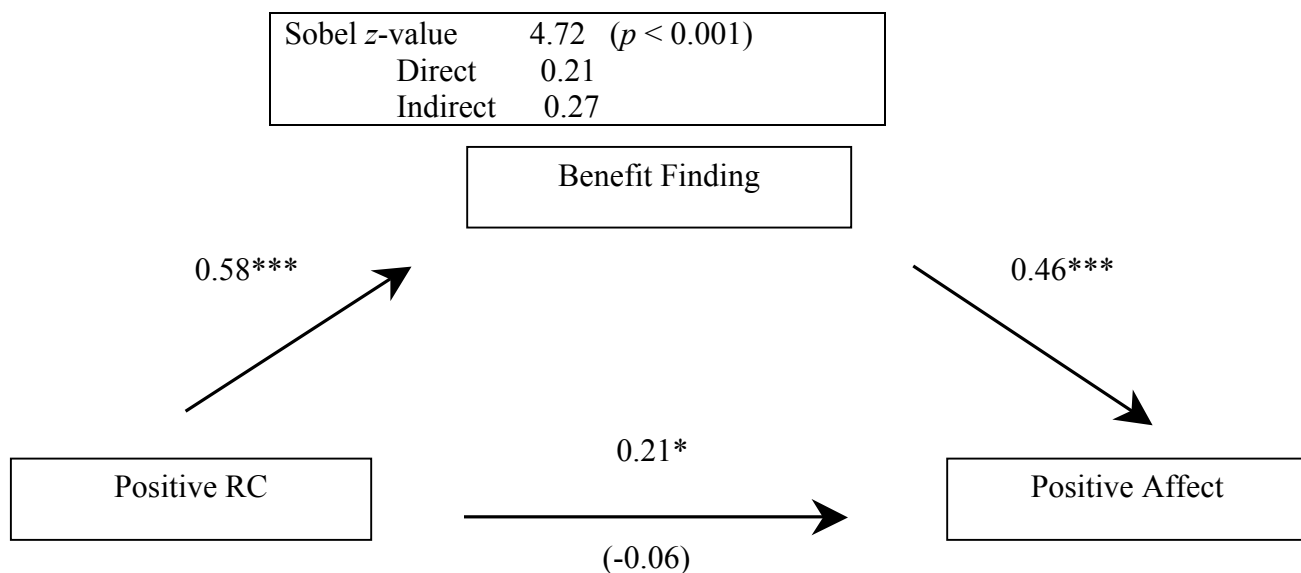 Sobel z-value 4.72 (p < 0.001)
Direct 0.21
Indirect 0.27
Benefit Finding
0.58***
0.46***
0.21*
Positive RC
Positive Affect
(-0.06)